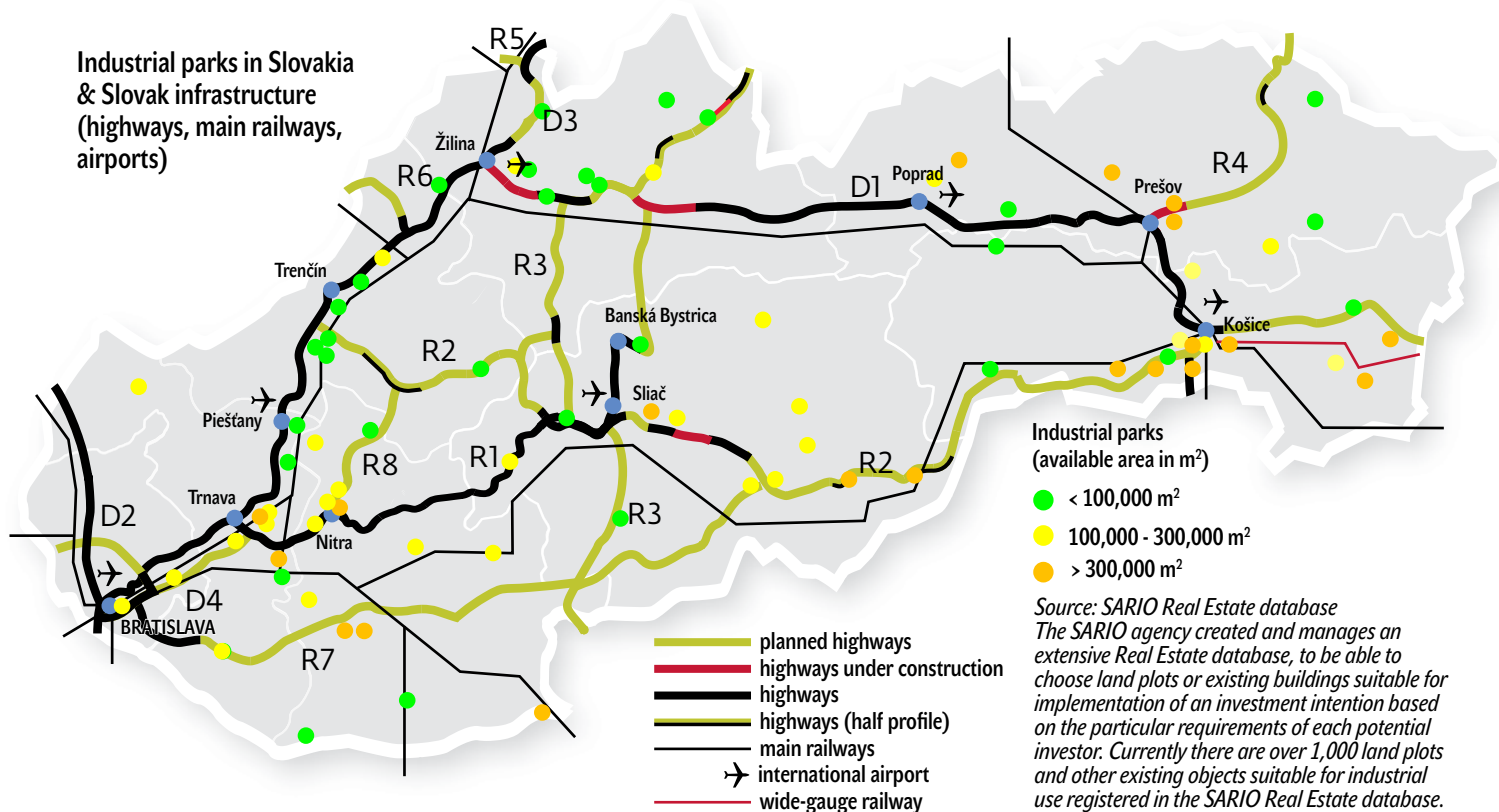 Industrial parks in Slovakia
& Slovak infrastructure
(highways, main railways,
airports)
R5
D3
Žilina
R6
D1
Poprad
Prešov
R4
Trenčín
R3
Banská Bystrica
Košice
R2
Sliač
Piešťany
R8
R1
R2
Trnava
D2
Nitra
R3
D4
BRATISLAVA
R7
planned highways
highways under construction
highways
highways (half profile)
main railways
international airport
wide-gauge railway
Industrial parks
(available area in m²)
< 100,000 m²
100,000 - 300,000 m²
> 300,000 m²
Source: SARIO Real Estate database
The SARIO agency created and manages an
extensive Real Estate database, to be able to
choose land plots or existing buildings suitable for
implementation of an investment intention based
on the particular requirements of each potential
investor. Currently there are over 1,000 land plots
and other existing objects suitable for industrial
use registered in the SARIO Real Estate database.